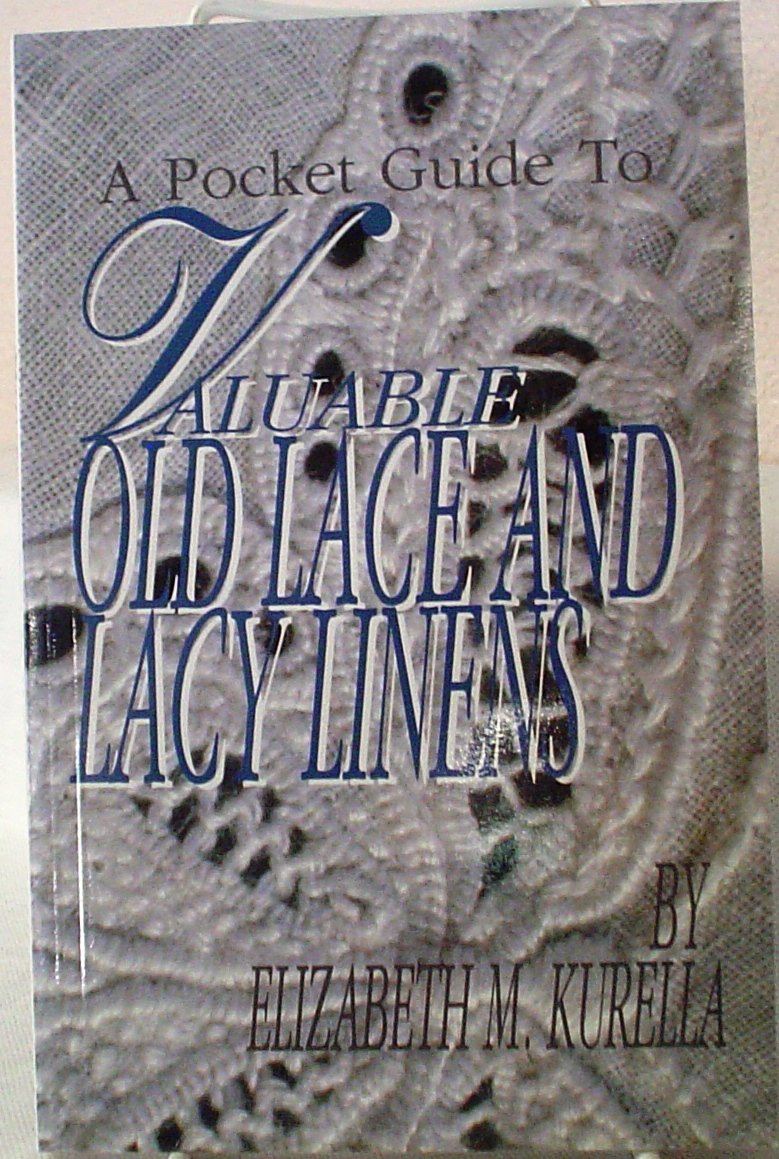 A Pocket Guide To
VALUABLE
OLD LACE AND
LACY LINENS
BY
ELIZABETH M. KURELLA